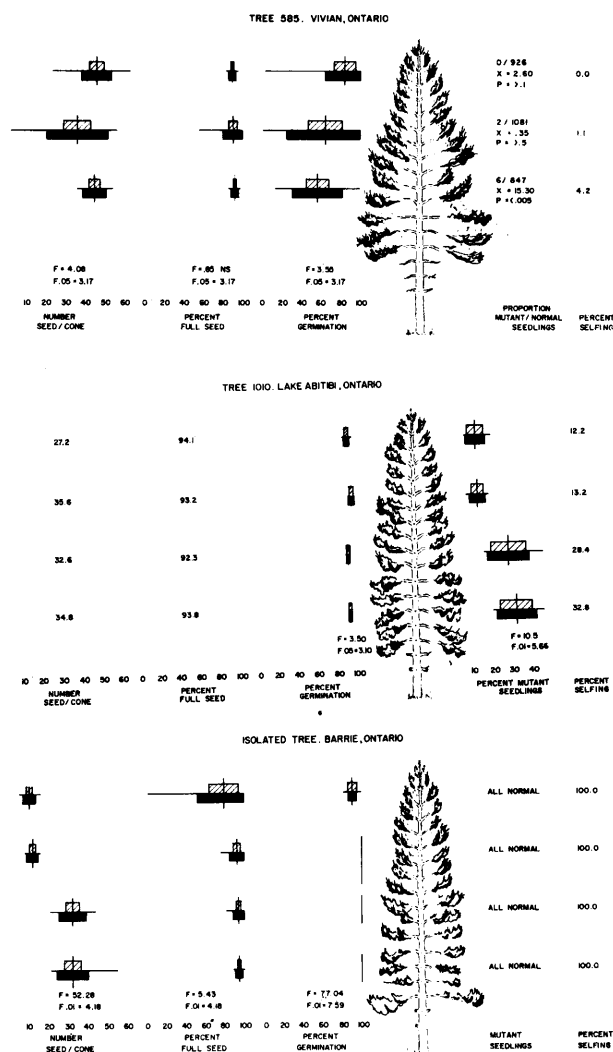 TREE 585. VIVIAN, ONTARIO
0/926
X = 2.60
P = >.1
0.0
2/1081
X = .35
P = >.5
1.1
6/847
X = 15.30
P = <.005
4.2
F = 4.08
F.05 = 3.17
F = .85 NS
F.05 = 3.17
F = 3.56
F.05 = 3.17
10 20 30 40 50 60 0 20 40 60 80 100 0 20 40 60 80 100
NUMBER
SEED/CONE
PERCENT
FULL SEED
PERCENT
GERMINATION
PROPORTION
MUTANT/NORMAL
SEEDLINGS
PERCENT
SELFING
TREE 1010. LAKE ABITIBI, ONTARIO
27.2 94.1 12.2
35.6 93.2 13.2
32.6 92.3 28.4
34.8 93.8 32.8
F = 3.50
F.05 = 3.10
F = 10.5
F.01 = 5.66
10 20 30 40 50 60 0 20 40 60 80 100 0 20 40 60 80 100 10 20 30 40
NUMBER
SEED/CONE
PERCENT
FULL SEED
PERCENT
GERMINATION
PERCENT MUTANT
SEEDLINGS
PERCENT
SELFING
ISOLATED TREE. BARRIE, ONTARIO
ALL NORMAL 100.0
ALL NORMAL 100.0
ALL NORMAL 100.0
ALL NORMAL 100.0
F = 52.28
F.01 = 4.18
F = 5.43
F.01 = 4.18
F = 77.04
F.01 = 7.59
10 20 30 40 50 60 0 20 40 60 80 100 0 20 40 60 80 100
NUMBER
SEED/CONE
PERCENT
FULL SEED
PERCENT
GERMINATION
MUTANT
SEEDLINGS
PERCENT
SELFING